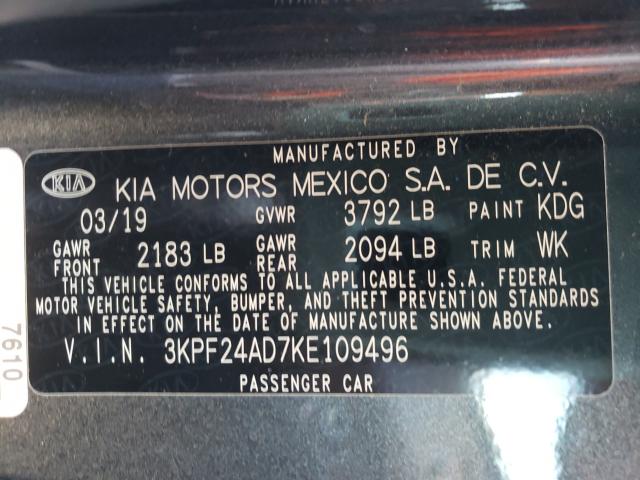 MANUFACTURED BY
KIA KIA MOTORS MEXICO S.A. DE C.V.
03/19 GVWR 3792 LB PAINT KDG
GAWR FRONT 2183 LB GAWR REAR 2094 LB TRIM WK
THIS VEHICLE CONFORMS TO ALL APPLICABLE U.S.A. FEDERAL
MOTOR VEHICLE SAFETY, BUMPER, AND THEFT PREVENTION STANDARDS
IN EFFECT ON THE DATE OF MANUFACTURE SHOWN ABOVE.
V.I.N. 3KPF24AD7KE109496
PASSENGER CAR
7610